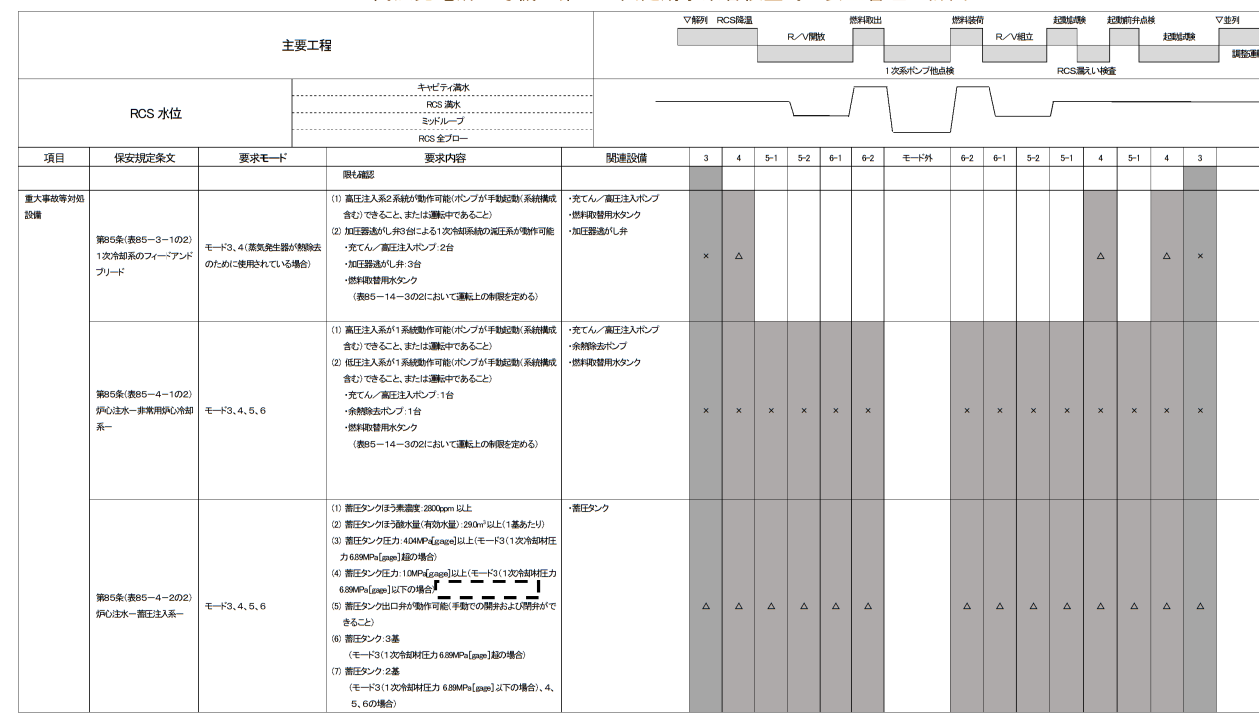 主要工程
▽解列 RCS降温
燃料取出
燃料装荷
起動試験
起動前弁点検
▽並列
R/V開放
R/V組立
起動試験
調整運
1次系ポンプ他点検
RCS漏えい検査
RCS 水位
キャビティ満水
RCS 満水
ミッドループ
RCS 全ブロー
項目 保安規定条文 要求モード 要求内容 関連設備 3 4 5-1 5-2 6-1 6-2 モード外 6-2 6-1 5-2 5-1 4 5-1 4 3
限も確認
重大事故等対処
設備
第85条(表85-3-1の2)
1次冷却系のフィードアンド
ブリード
モード3、4(蒸気発生器が熱除去
のために使用されている場合)
(1) 高圧注入系2系統が動作可能(ポンプが手動起動(系統構成
含む)できること、または運転中であること)
(2) 加圧器逃がし弁3台による1次冷却系統の減圧系が動作可能
・充てん/高圧注入ポンプ:2台
・加圧器逃がし弁:3台
・燃料取替用水タンク
(表85-14-3の2において運転上の制限を定める)
・充てん/高圧注入ポンプ
・燃料取替用水タンク
・加圧器逃がし弁
× △ △ △ ×
第85条(表85-4-1の2)
炉心注水ー非常用炉心冷却
系ー
モード3、4、5、6
(1) 高圧注入系が1系統動作可能(ポンプが手動起動(系統構成
含む)できること、または運転中であること)
(2) 低圧注入系が1系統動作可能(ポンプが手動起動(系統構成
含む)できること、または運転中であること)
・充てん/高圧注入ポンプ:1台
・余熱除去ポンプ:1台
・燃料取替用水タンク
(表85-14-3の2において運転上の制限を定める)
・充てん/高圧注入ポンプ
・余熱除去ポンプ
・燃料取替用水タンク
× × × × × × × × × × × × × ×
第85条(表85-4-2の2)
炉心注水ー蓄圧注入系ー
モード3、4、5、6
(1) 蓄圧タンクほう素濃度:2800ppm 以上
(2) 蓄圧タンクほう酸水量(有効水量):29.0m³以上(1基あたり)
(3) 蓄圧タンク圧力:4.04MPa[gage]以上(モード3(1次冷却材圧
力 6.89MPa[gage]超の場合)
(4) 蓄圧タンク圧力:1.0MPa[gage]以上(モード3(1次冷却材圧力
6.89MPa[gage]以下の場合)
(5) 蓄圧タンク出口弁が動作可能(手動での開弁および閉弁がで
きること)
(6) 蓄圧タンク:3基
(モード3(1次冷却材圧力 6.89MPa[gage]超の場合)
(7) 蓄圧タンク:2基
(モード3(1次冷却材圧力 6.89MPa[gage]以下の場合)、4、
5、6の場合)
・蓄圧タンク
△ △ △ △ △ △ △ △ △ △ △ △ △ △